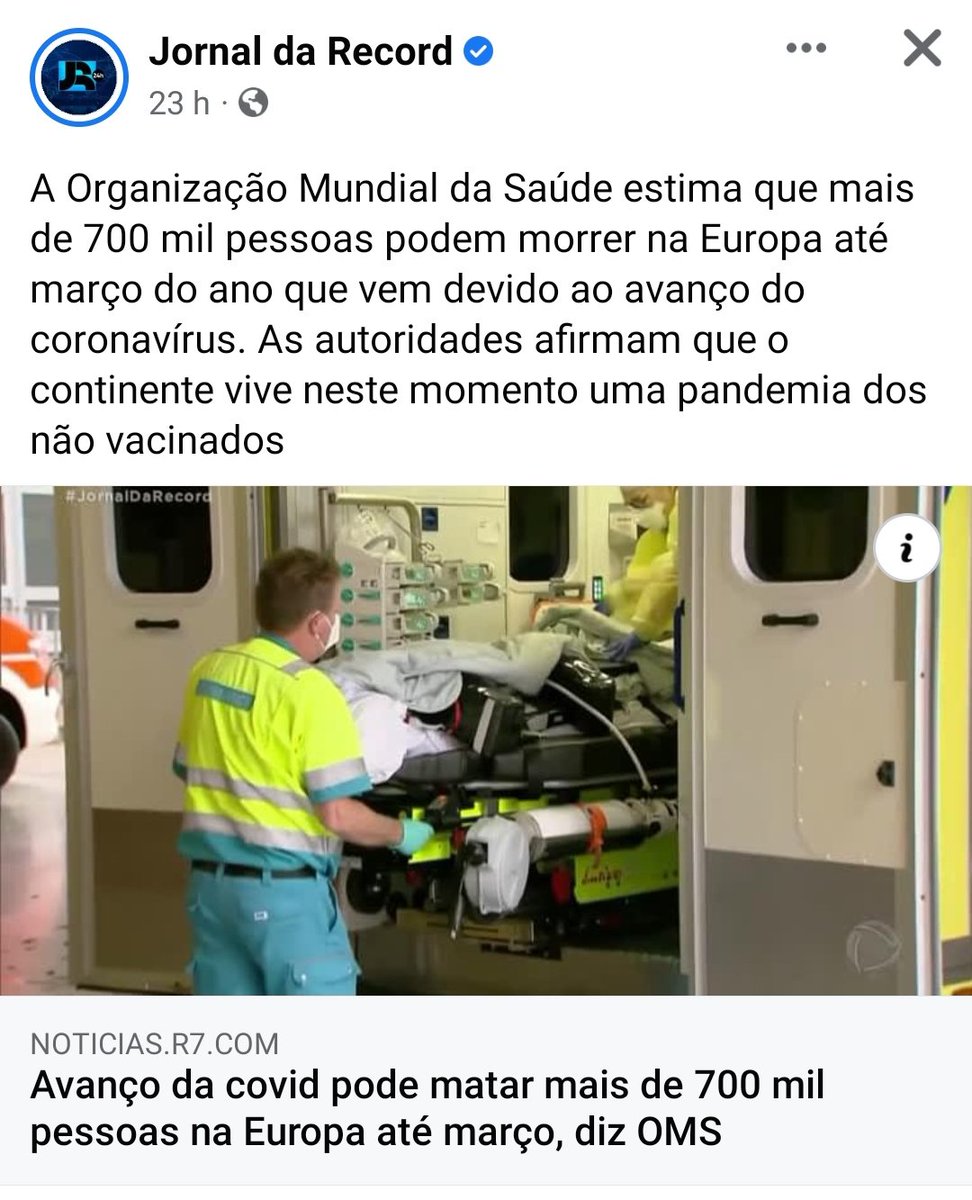 Jornal da Record
23 h ·
A Organização Mundial da Saúde estima que mais
de 700 mil pessoas podem morrer na Europa até
março do ano que vem devido ao avanço do
coronavírus. As autoridades afirmam que o
continente vive neste momento uma pandemia dos
não vacinados
#JornalDaRecord
NOTICIAS.R7.COM
Avanço da covid pode matar mais de 700 mil
pessoas na Europa até março, diz OMS